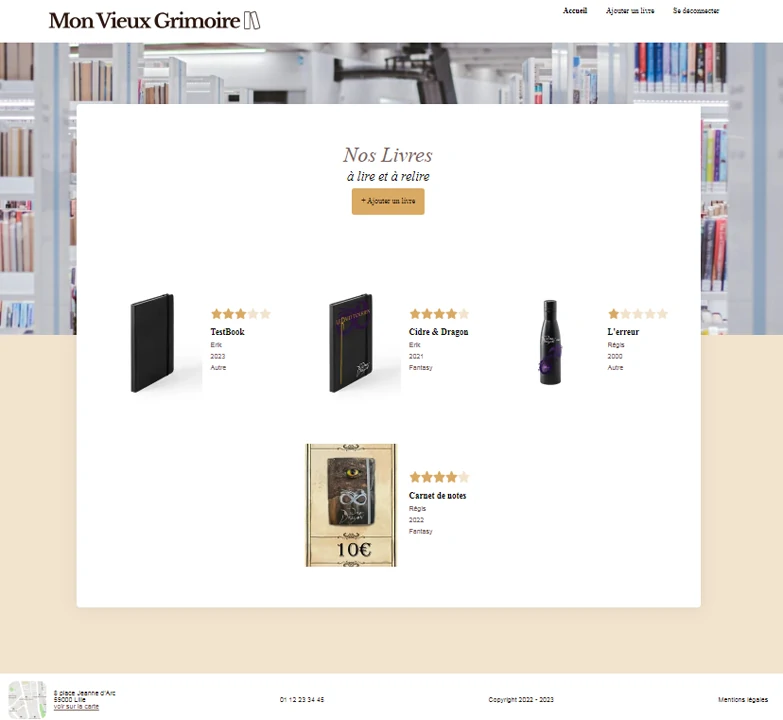 Mon Vieux Grimoire
Accueil
Ajouter un livre
Se déconnecter
Nos Livres
à lire et à relire
+ Ajouter un livre
TestBook
Erik
2023
Autre
Cidre & Dragon
Erik
2021
Fantasy
L'erreur
Régis
2000
Autre
10€
Carnet de notes
Régis
2022
Fantasy
8 place Jeanne d'Arc
59000 Lille
voir sur la carte
01 12 23 34 45
Copyright 2022 - 2023
Mentions légales